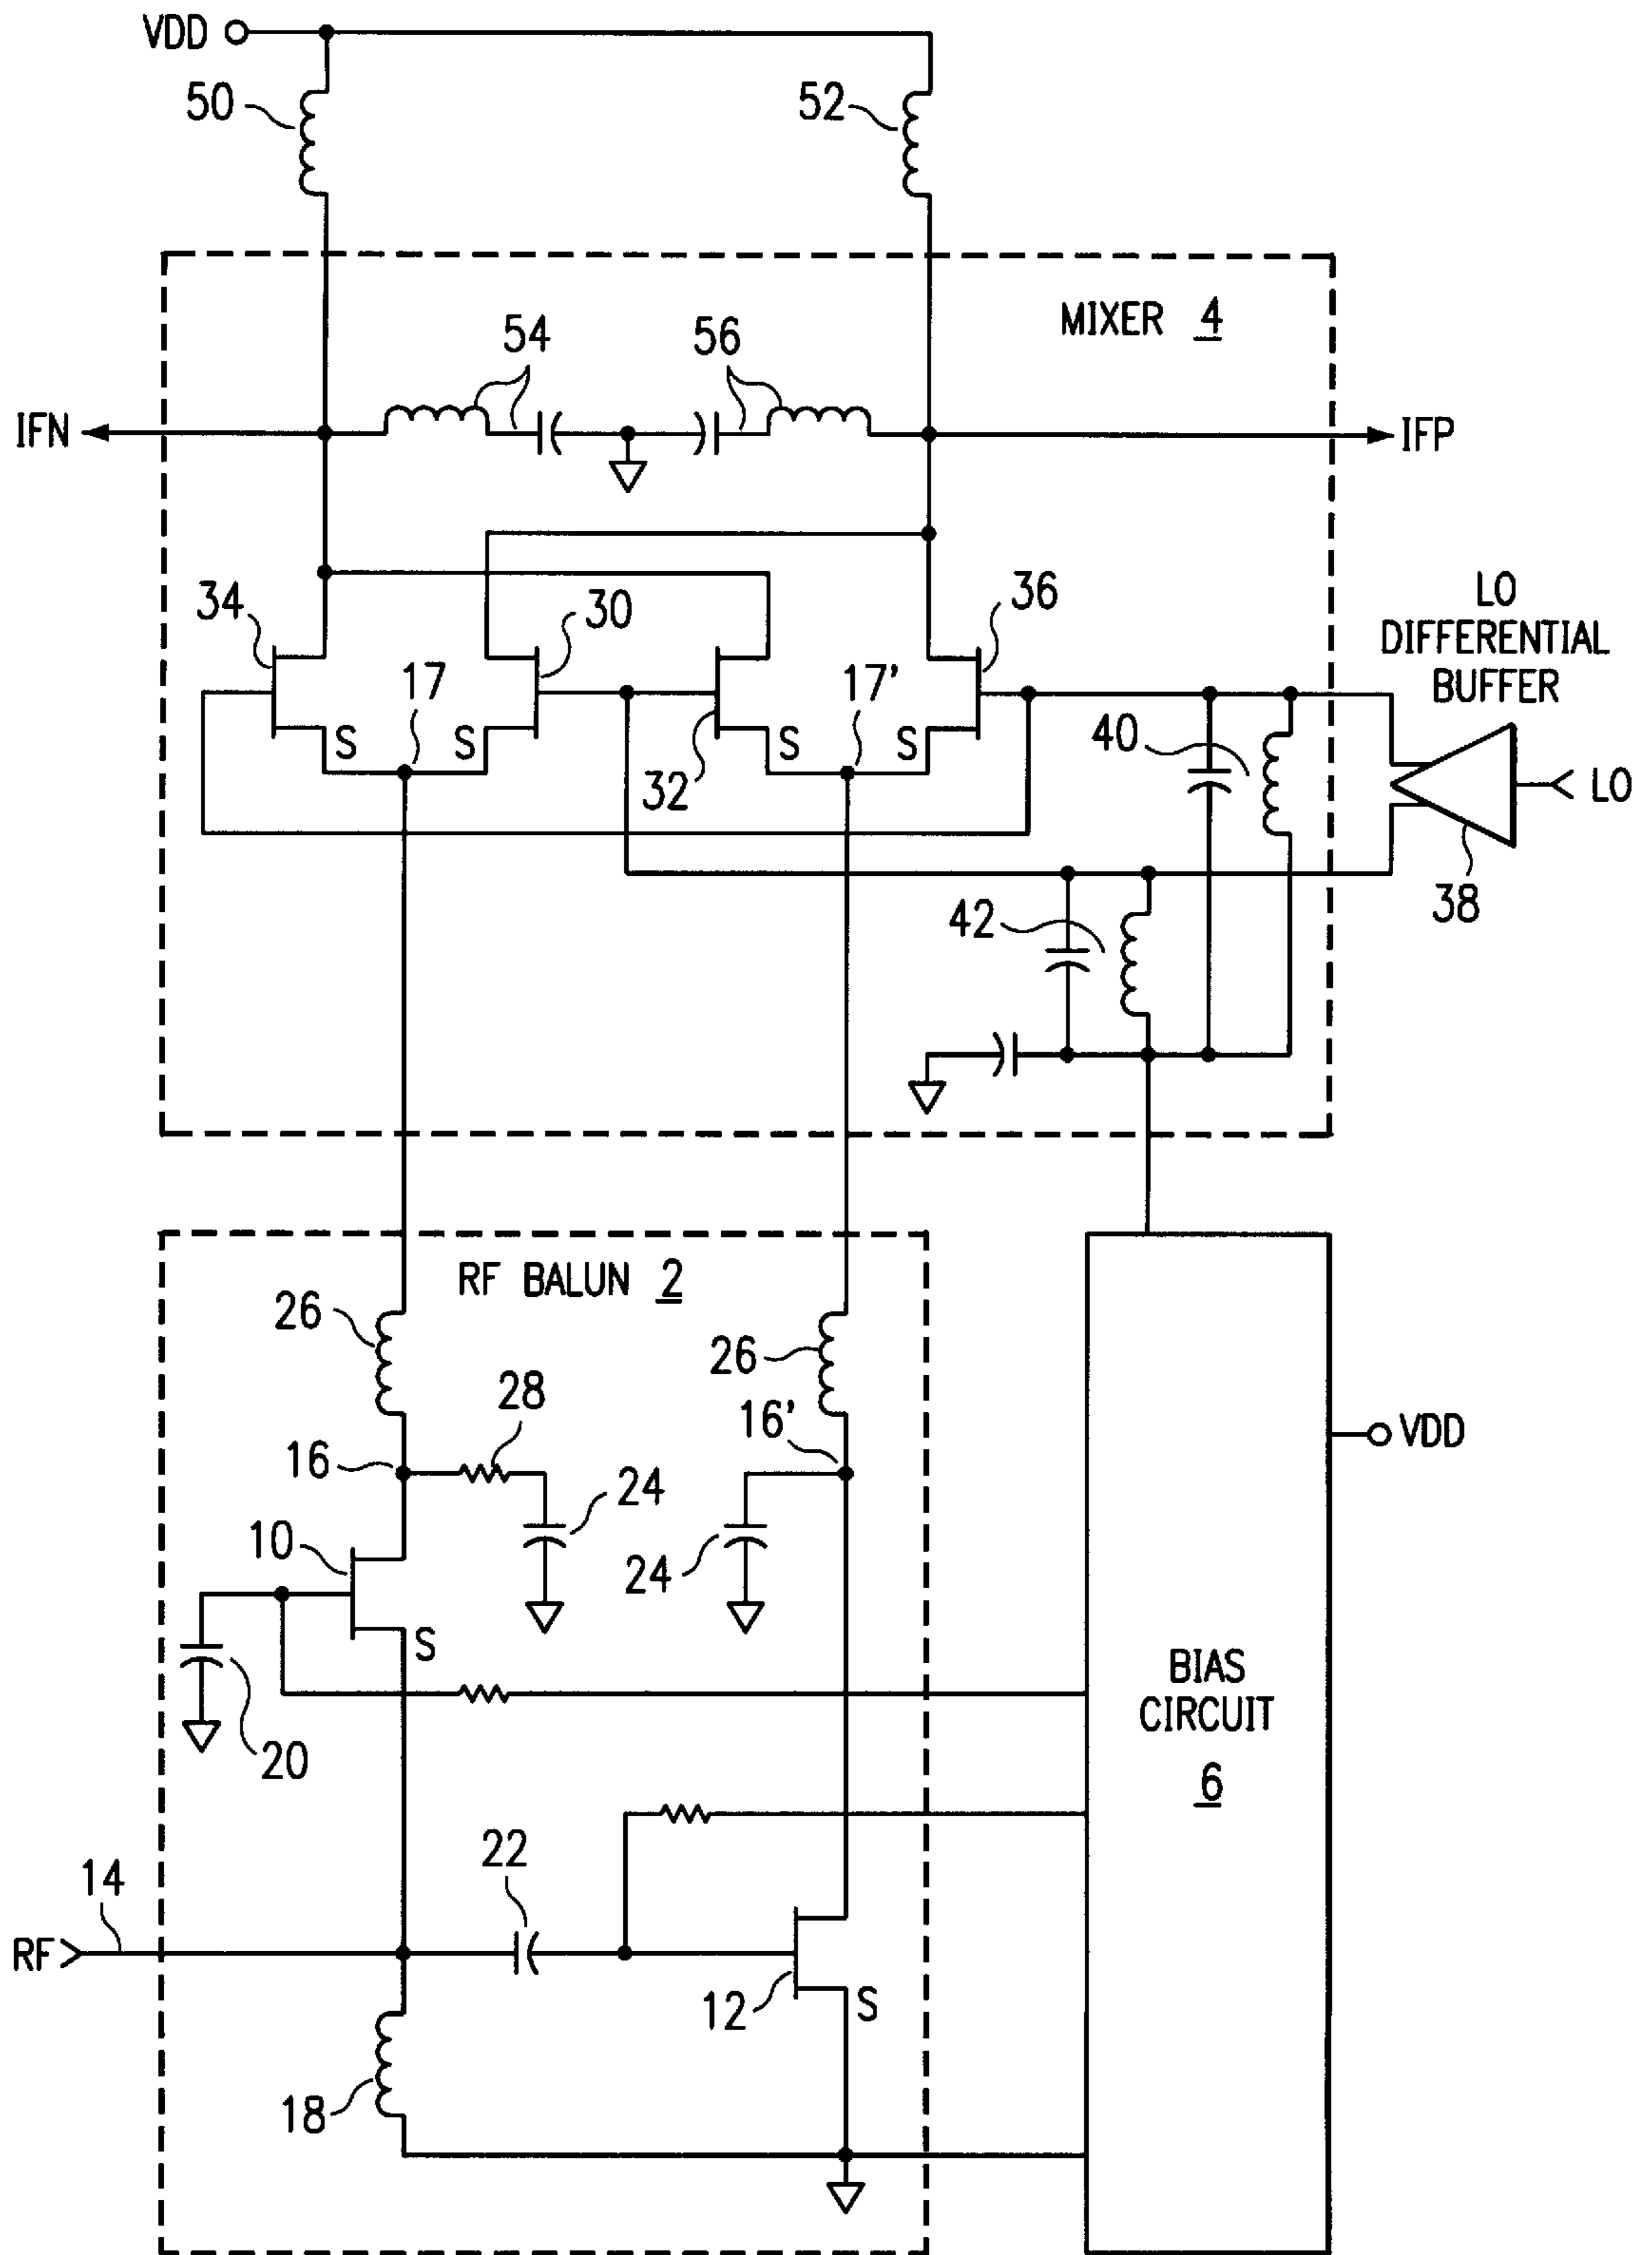 VDD
50
52
MIXER 4
54
56
IFN
IFP
34
30
36
LO
DIFFERENTIAL
BUFFER
17
17'
S
S
S
S
32
40
LO
38
42
RF BALUN 2
26
26
28
16'
VDD
16
24
10
24
S
BIAS
CIRCUIT
6
20
22
14
RF
12
S
18